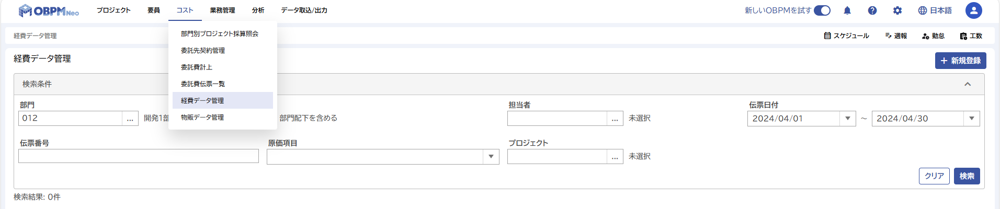 OBPM Neo
プロジェクト 要員 コスト 業務管理 分析 データ取込/出力
新しいOBPMを試す 日本語
経費データ管理
スケジュール 週報 勤怠 工数
部門別プロジェクト採算照会
委託先契約管理
委託費計上
委託費伝票一覧
経費データ管理
物販データ管理
経費データ管理
+ 新規登録
検索条件
部門 担当者 伝票日付
012 ... 開発1部 部門配下を含める ... 未選択 2024/04/01 ～ 2024/04/30
伝票番号 原価項目 プロジェクト
... 未選択
クリア 検索
検索結果: 0件